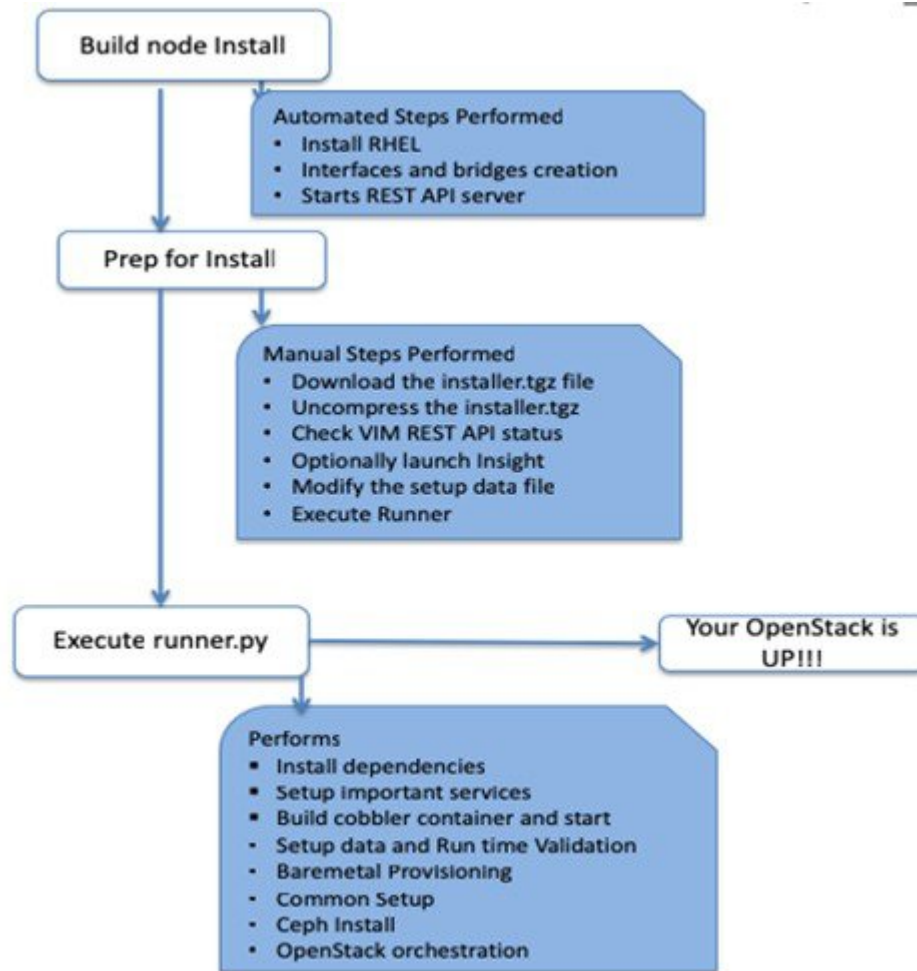 Build node Install
Automated Steps Performed
• Install RHEL
• Interfaces and bridges creation
• Starts REST API server
Prep for Install
Manual Steps Performed
• Download the installer.tgz file
• Uncompress the installer.tgz
• Check VIM REST API status
• Optionally launch Insight
• Modify the setup data file
• Execute Runner
Execute runner.py
Your OpenStack is
UP!!!
Performs
▪ Install dependencies
▪ Setup important services
▪ Build cobbler container and start
- Setup data and Run time Validation
- Baremetal Provisioning
- Common Setup
- Ceph Install
• OpenStack orchestration